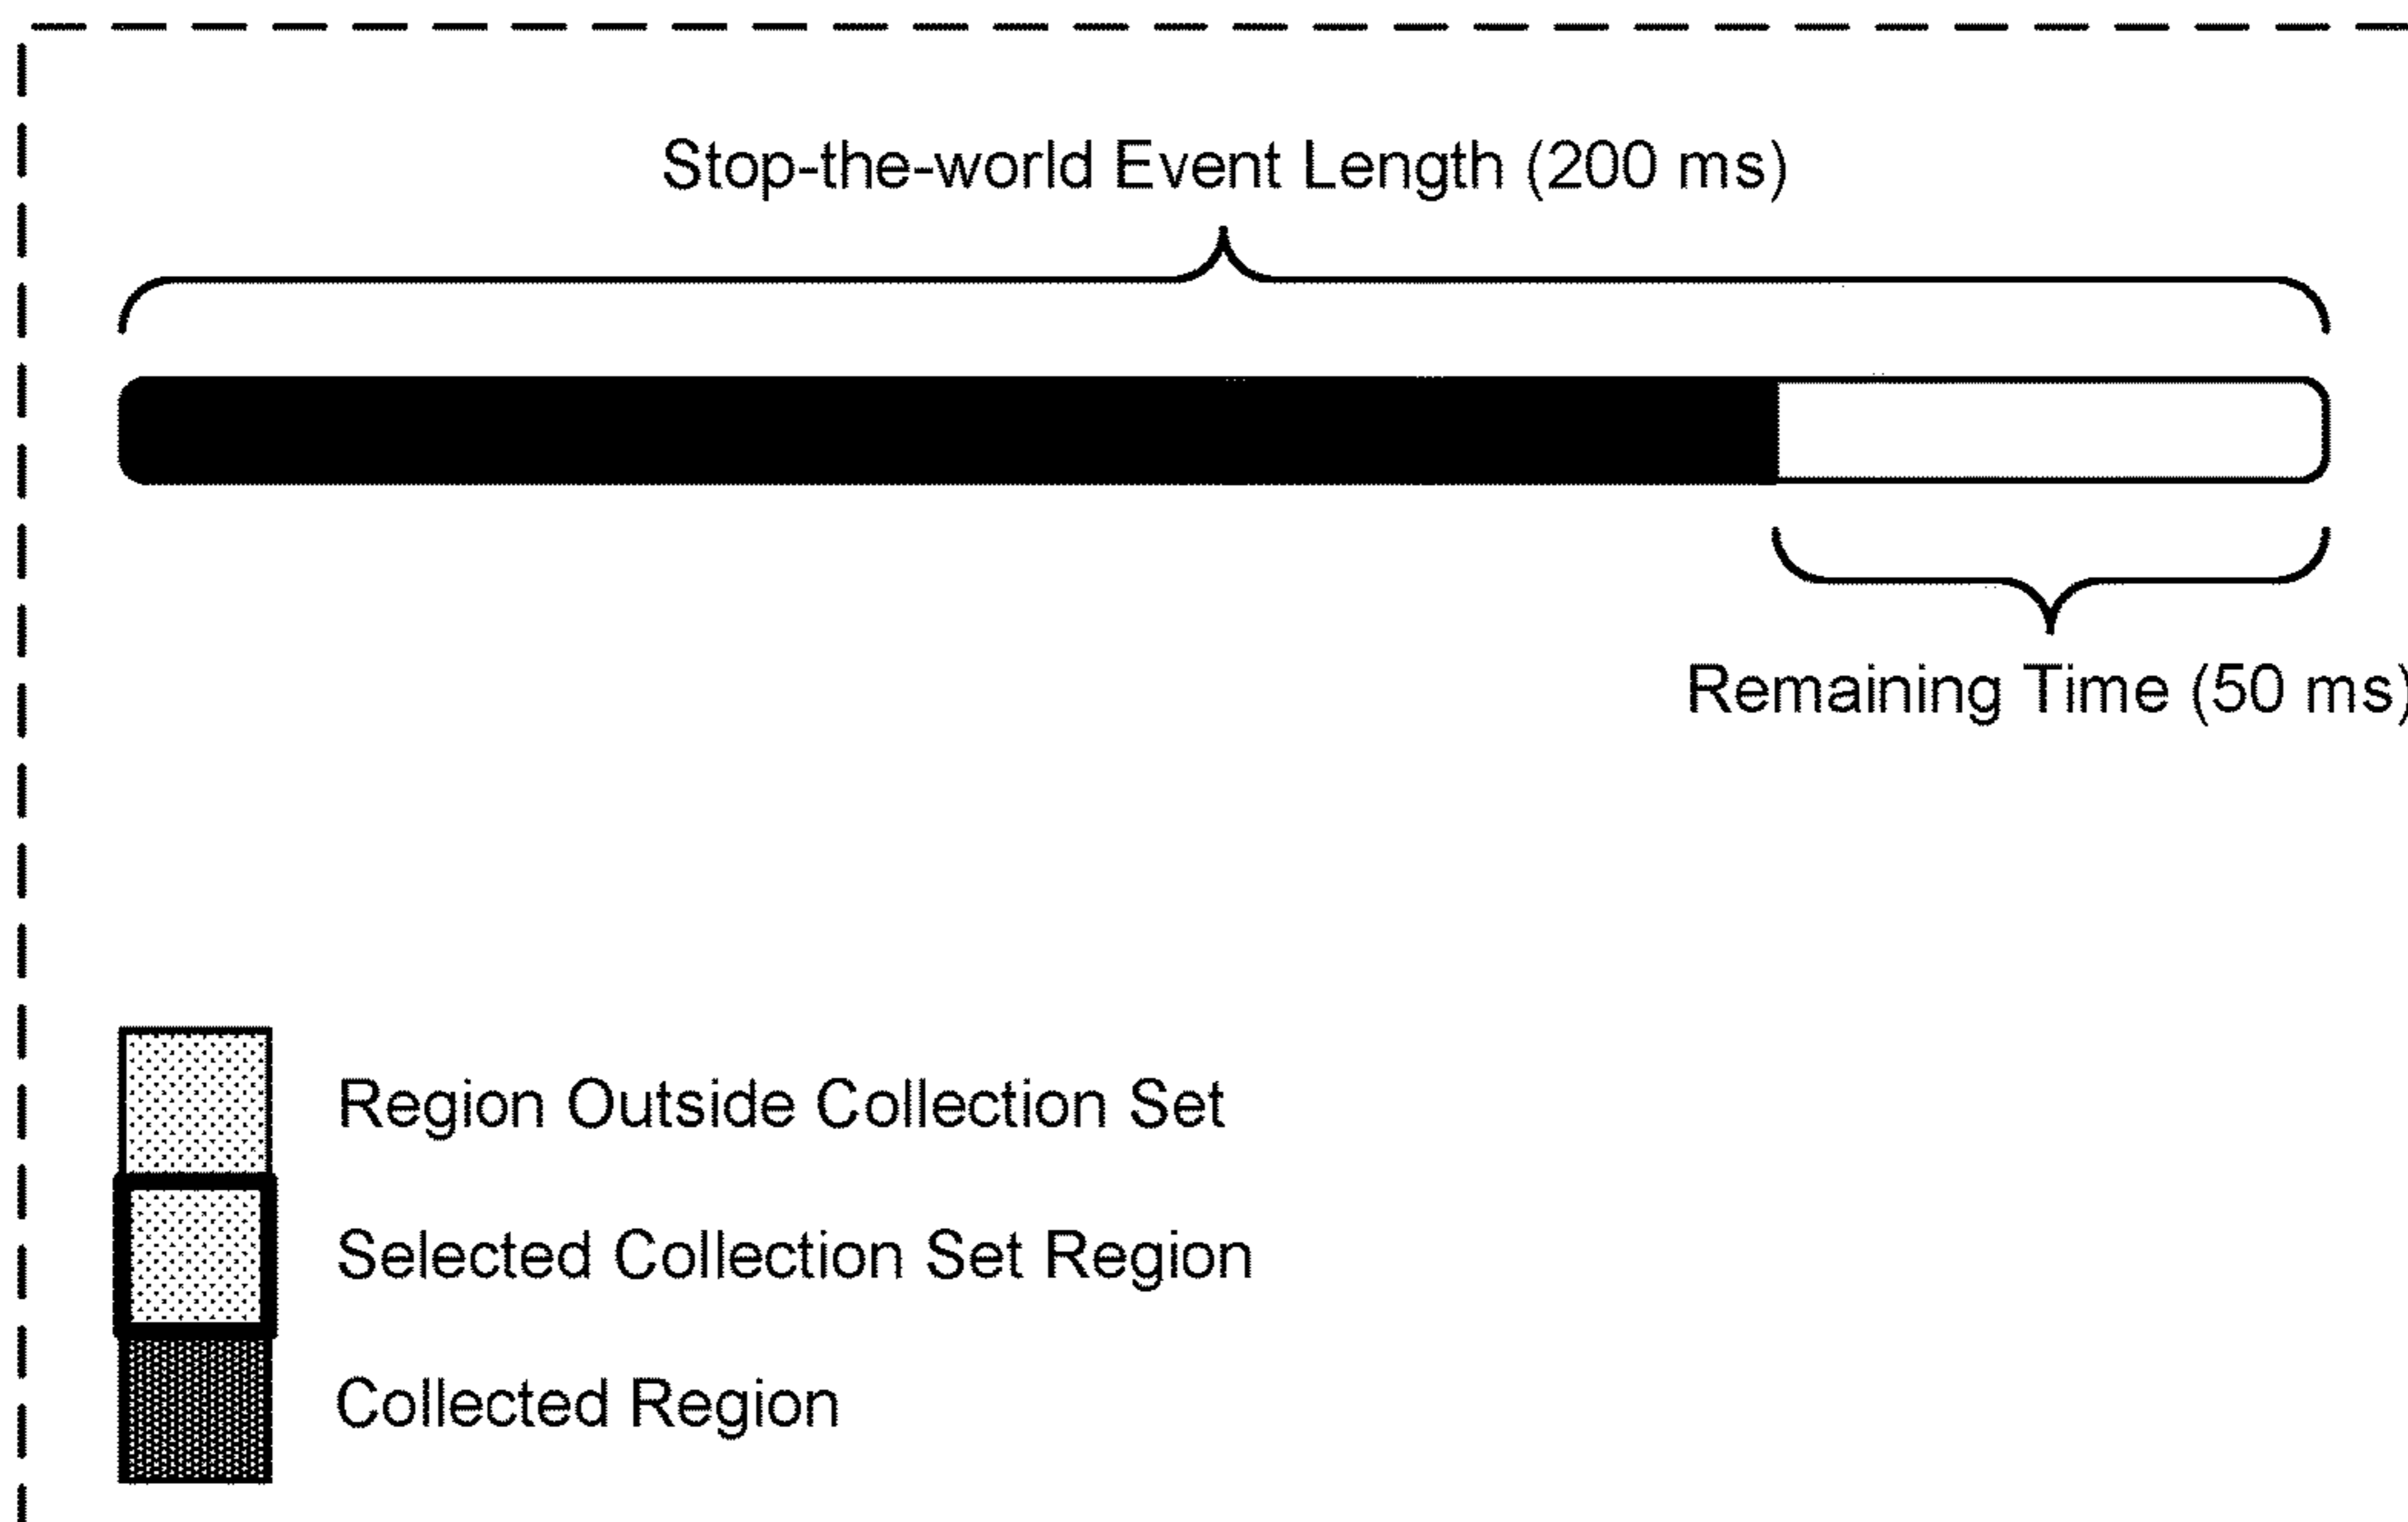 Stop-the-world Event Length (200 ms)
Remaining Time (50 ms)
Region Outside Collection Set
Selected Collection Set Region
Collected Region